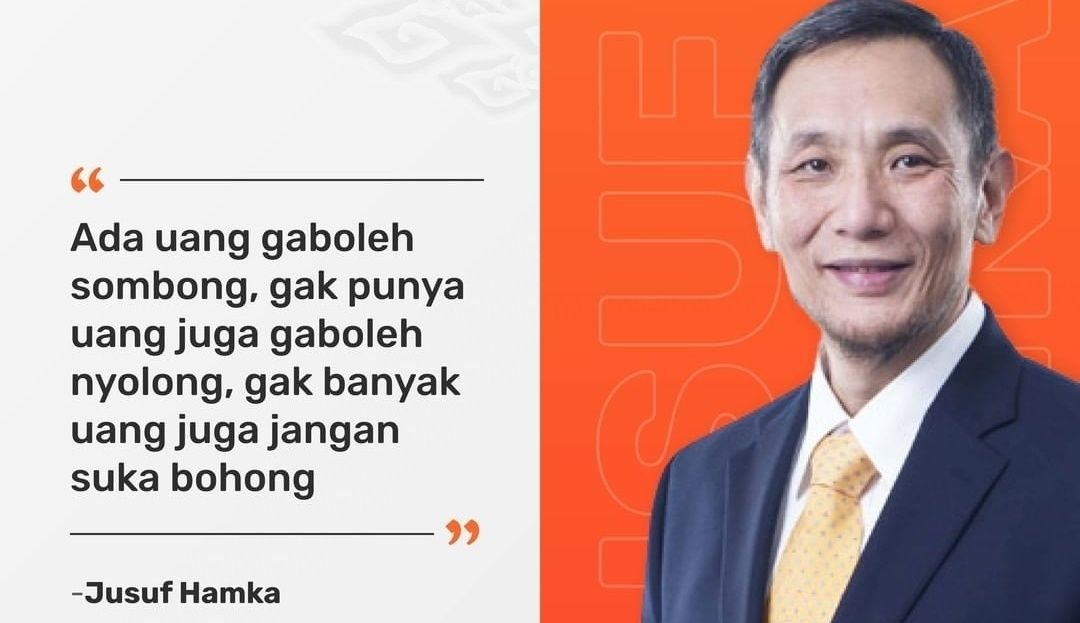 “
Ada uang gaboleh
sombong, gak punya
uang juga gaboleh
nyolong, gak banyak
uang juga jangan
suka bohong
”
-Jusuf Hamka